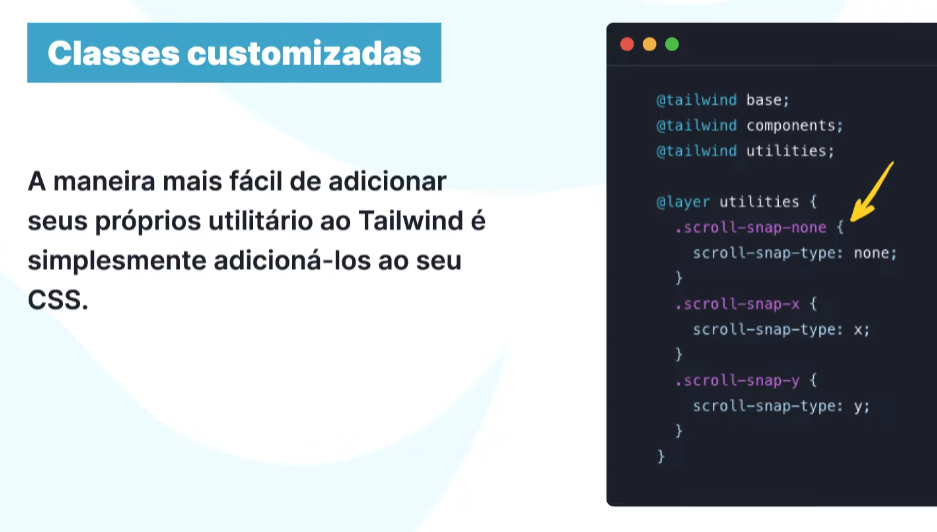 Classes customizadas
A maneira mais fácil de adicionar
seus próprios utilitário ao Tailwind é
simplesmente adicioná-los ao seu
CSS.
@tailwind base;
@tailwind components;
@tailwind utilities;
@layer utilities {
.scroll-snap-none {
scroll-snap-type: none;
}
.scroll-snap-x {
scroll-snap-type: x;
}
.scroll-snap-y {
scroll-snap-type: y;
}
}